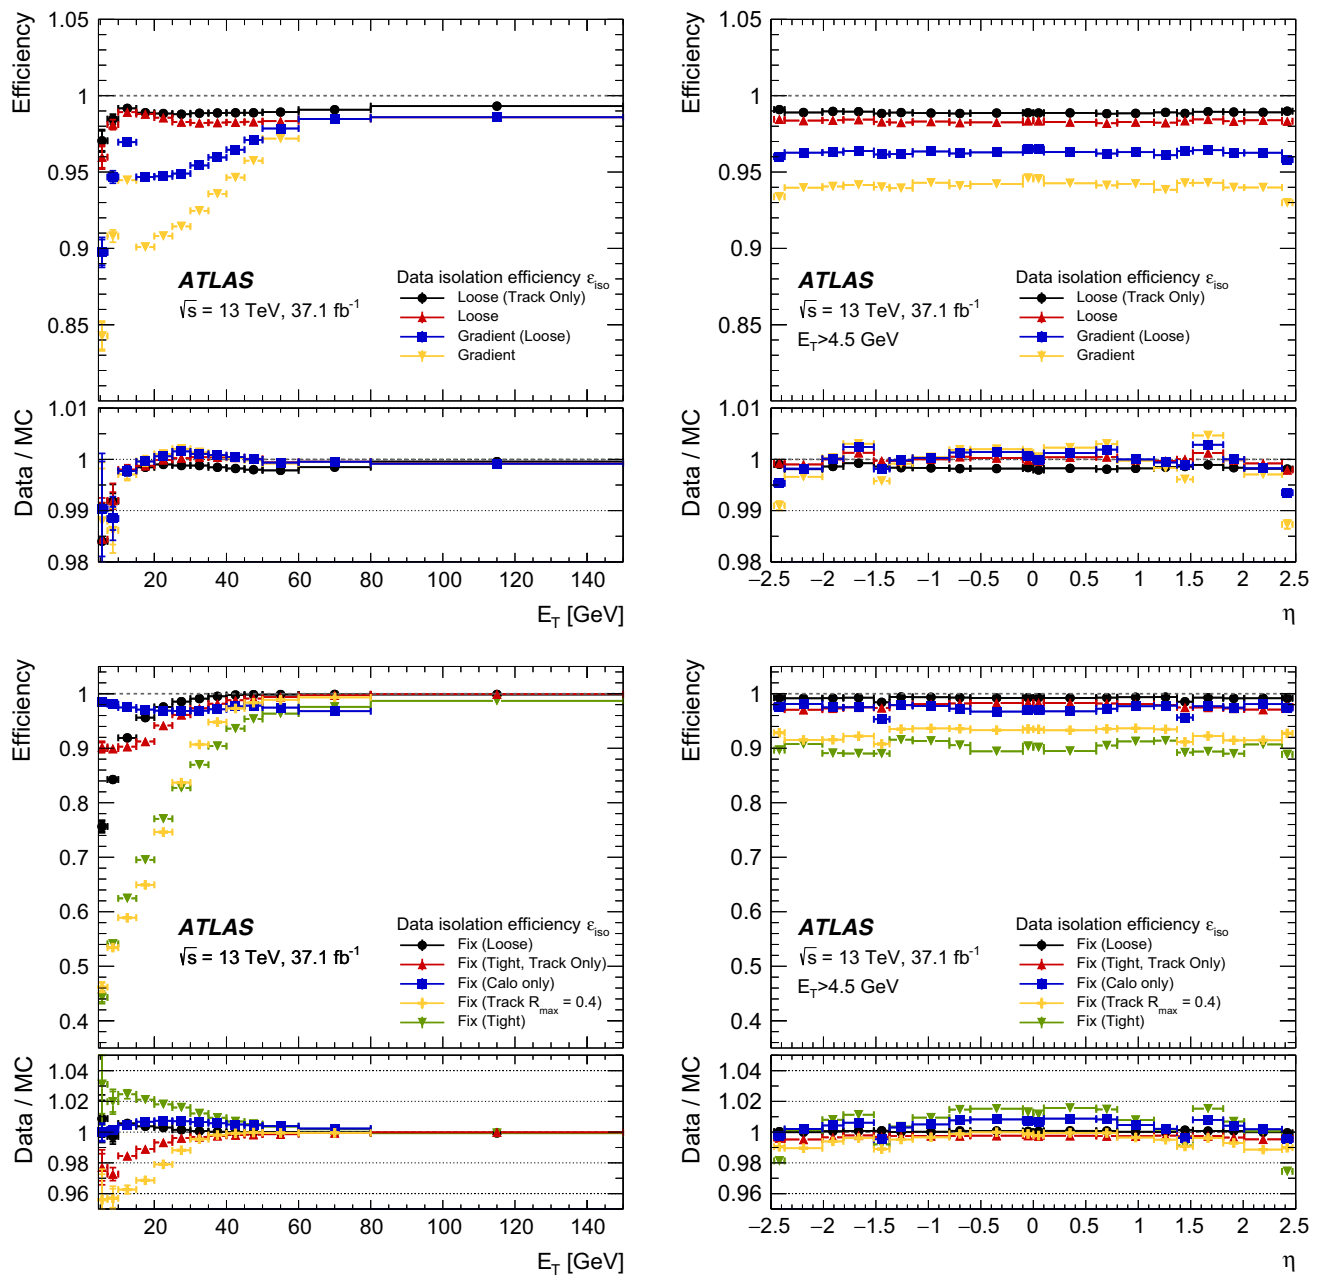 Efficiency
1.05
1
0.95
0.9
0.85
ATLAS
√s = 13 TeV, 37.1 fb-1
Data isolation efficiency εiso
Loose (Track Only)
Loose
Gradient (Loose)
Gradient
Data / MC
1.01
1
0.99
0.98
20 40 60 80 100 120 140
ET [GeV]
Efficiency
1.05
1
0.95
0.9
0.85
ATLAS
√s = 13 TeV, 37.1 fb-1
ET>4.5 GeV
Data isolation efficiency εiso
Loose (Track Only)
Loose
Gradient (Loose)
Gradient
Data / MC
1.01
1
0.99
0.98
−2.5 −2 −1.5 −1 −0.5 0 0.5 1 1.5 2 2.5
η
Efficiency
1
0.9
0.8
0.7
0.6
0.5
0.4
ATLAS
√s = 13 TeV, 37.1 fb-1
Data isolation efficiency εiso
Fix (Loose)
Fix (Tight, Track Only)
Fix (Calo only)
Fix (Track Rmax = 0.4)
Fix (Tight)
Data / MC
1.04
1.02
1
0.98
0.96
20 40 60 80 100 120 140
ET [GeV]
Efficiency
1
0.9
0.8
0.7
0.6
0.5
0.4
ATLAS
√s = 13 TeV, 37.1 fb-1
ET>4.5 GeV
Data isolation efficiency εiso
Fix (Loose)
Fix (Tight, Track Only)
Fix (Calo only)
Fix (Track Rmax = 0.4)
Fix (Tight)
Data / MC
1.04
1.02
1
0.98
0.96
−2.5 −2 −1.5 −1 −0.5 0 0.5 1 1.5 2 2.5
η